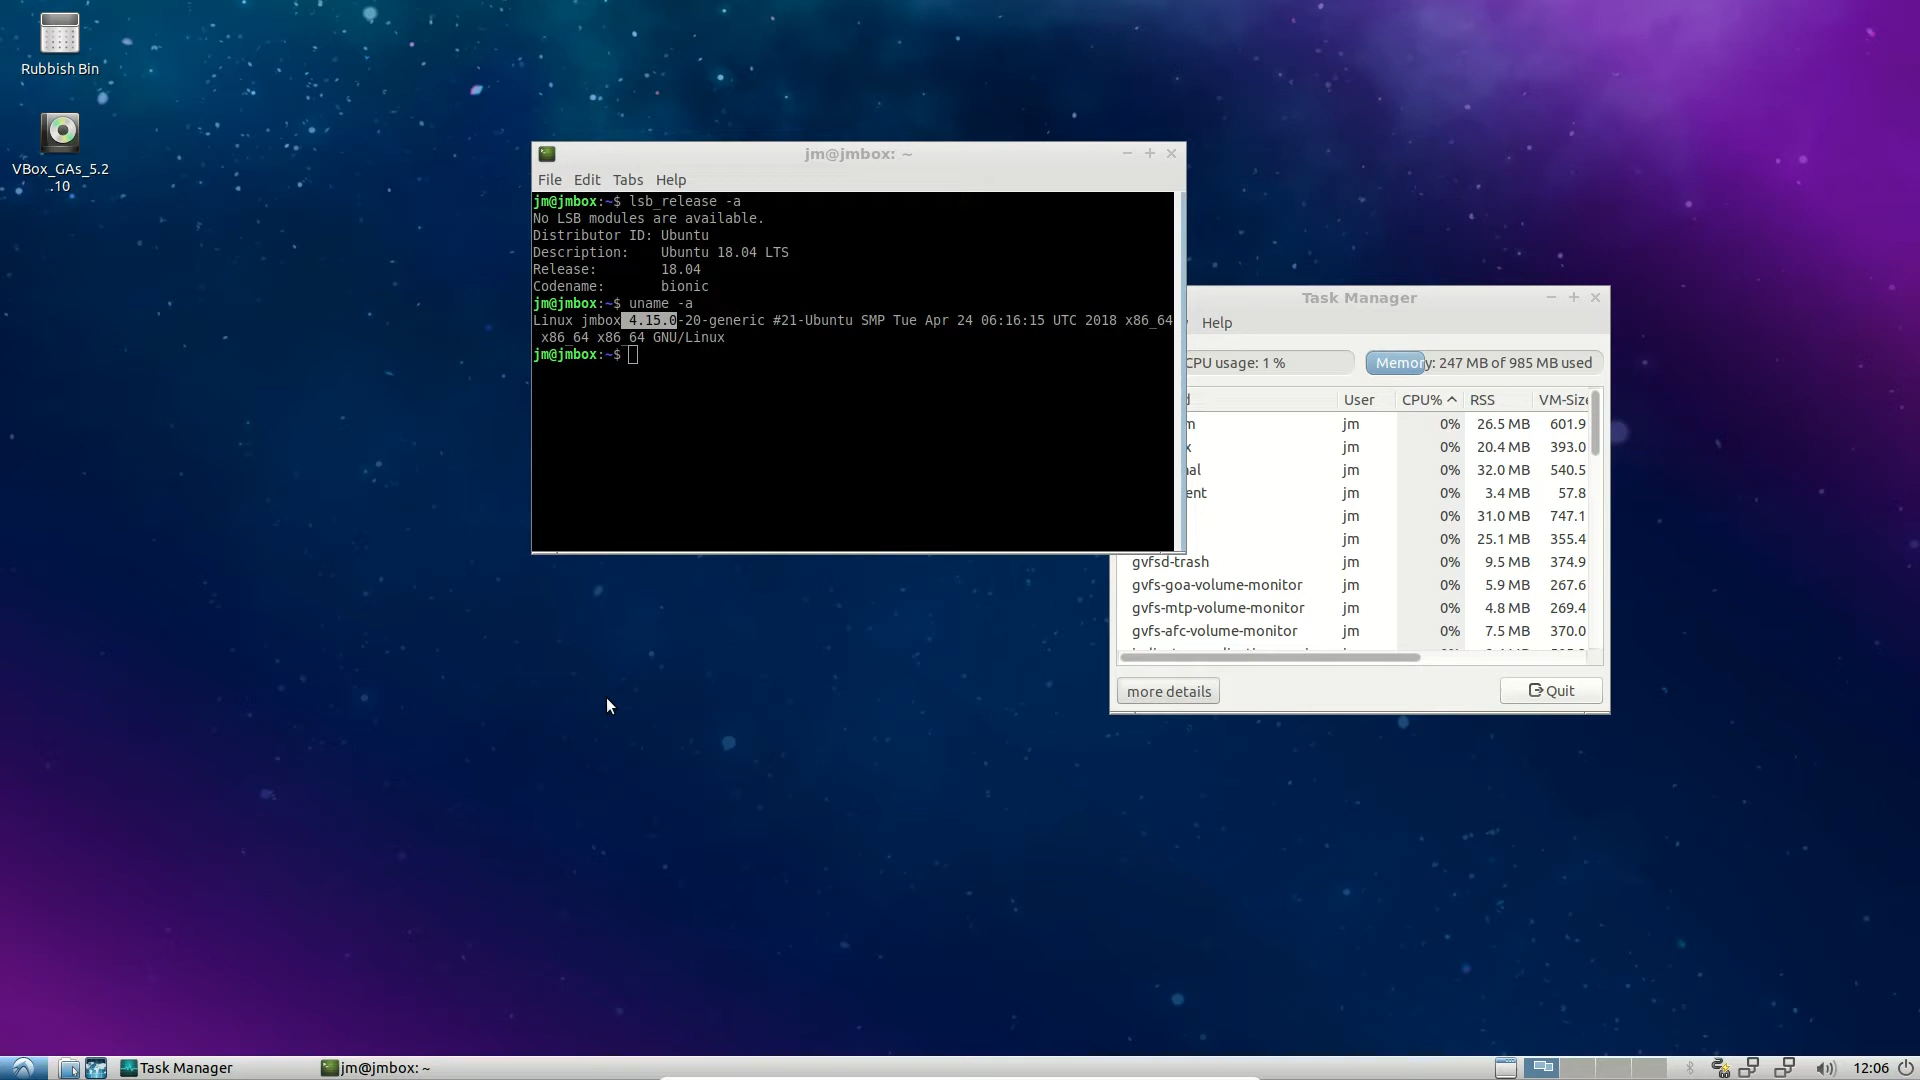 Rubbish Bin
VBox_GAs_5.2
.10
jm@jmbox: ~
File Edit Tabs Help
jm@jmbox:~$ lsb_release -a
No LSB modules are available.
Distributor ID: Ubuntu
Description:    Ubuntu 18.04 LTS
Release:        18.04
Codename:       bionic
jm@jmbox:~$ uname -a
Linux jmbox 4.15.0-20-generic #21-Ubuntu SMP Tue Apr 24 06:16:15 UTC 2018 x86_64
 x86_64 x86_64 GNU/Linux
jm@jmbox:~$
Task Manager
Help
CPU usage: 1 % Memory: 247 MB of 985 MB used
User CPU% RSS VM-Size
jm 0% 26.5 MB 601.9
jm 0% 20.4 MB 393.0
jm 0% 32.0 MB 540.5
jm 0% 3.4 MB 57.8
jm 0% 31.0 MB 747.1
jm 0% 25.1 MB 355.4
gvfsd-trash jm 0% 9.5 MB 374.9
gvfs-goa-volume-monitor jm 0% 5.9 MB 267.6
gvfs-mtp-volume-monitor jm 0% 4.8 MB 269.4
gvfs-afc-volume-monitor jm 0% 7.5 MB 370.0
more details Quit
Task Manager jm@jmbox: ~ 12:06